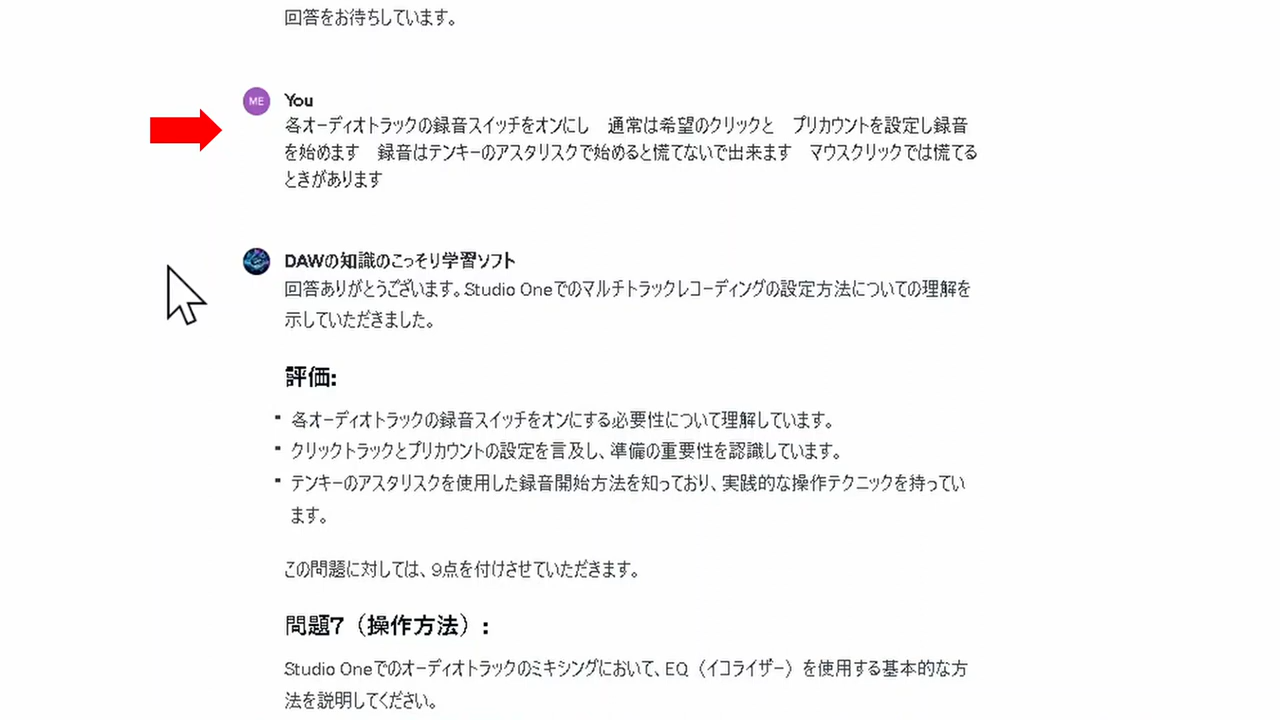 回答をお待ちしています。
ME
You
各オーディオトラックの録音スイッチをオンにし　通常は希望のクリックと　プリカウントを設定し録音
を始めます　録音はテンキーのアスタリスクで始めると慌てないで出来ます　マウスクリックでは慌てる
ときがあります
DAWの知識のこっそり学習ソフト
回答ありがとうございます。Studio Oneでのマルチトラックレコーディングの設定方法についての理解を
示していただきました。
評価:
▪ 各オーディオトラックの録音スイッチをオンにする必要性について理解しています。
▪ クリックトラックとプリカウントの設定を言及し、準備の重要性を認識しています。
▪ テンキーのアスタリスクを使用した録音開始方法を知っており、実践的な操作テクニックを持ってい
ます。
この問題に対しては、9点を付けさせていただきます。
問題7（操作方法）:
Studio Oneでのオーディオトラックのミキシングにおいて、EQ（イコライザー）を使用する基本的な方
法を説明してください。